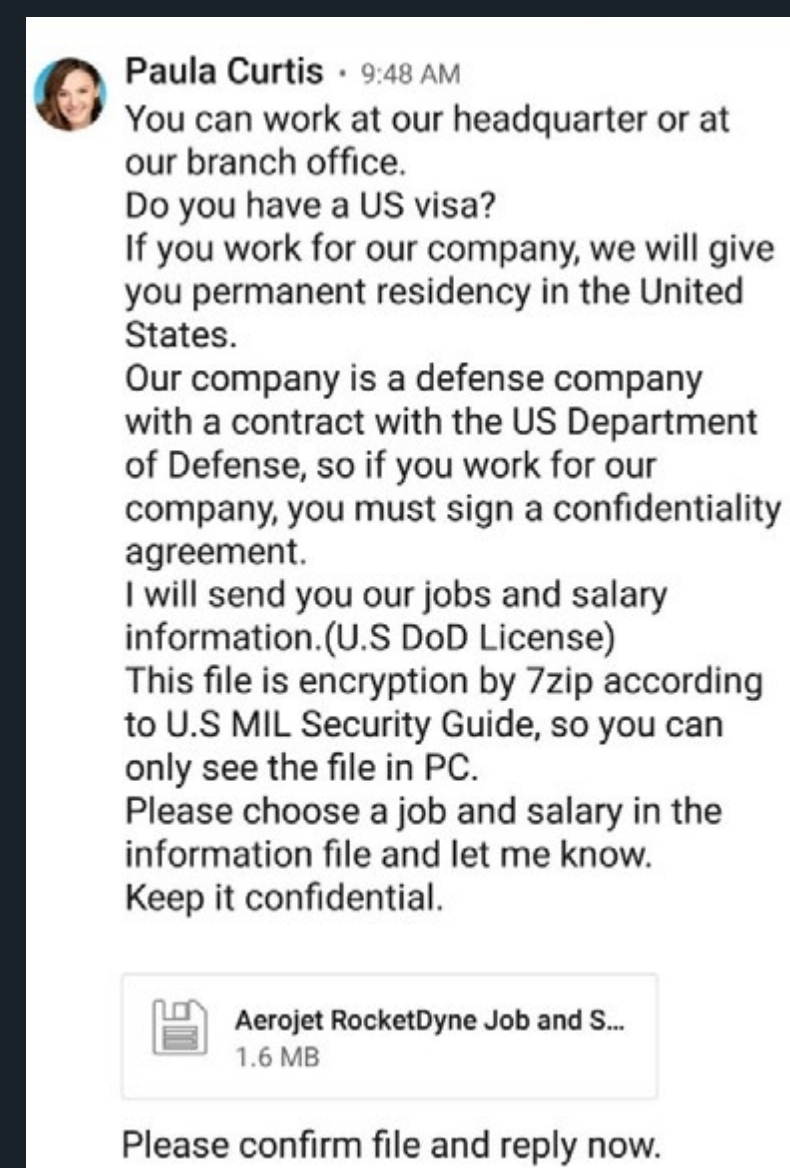 Paula Curtis · 9:48 AM
You can work at our headquarter or at
our branch office.
Do you have a US visa?
If you work for our company, we will give
you permanent residency in the United
States.
Our company is a defense company
with a contract with the US Department
of Defense, so if you work for our
company, you must sign a confidentiality
agreement.
I will send you our jobs and salary
information.(U.S DoD License)
This file is encryption by 7zip according
to U.S MIL Security Guide, so you can
only see the file in PC.
Please choose a job and salary in the
information file and let me know.
Keep it confidential.
Aerojet RocketDyne Job and S...
1.6 MB
Please confirm file and reply now.